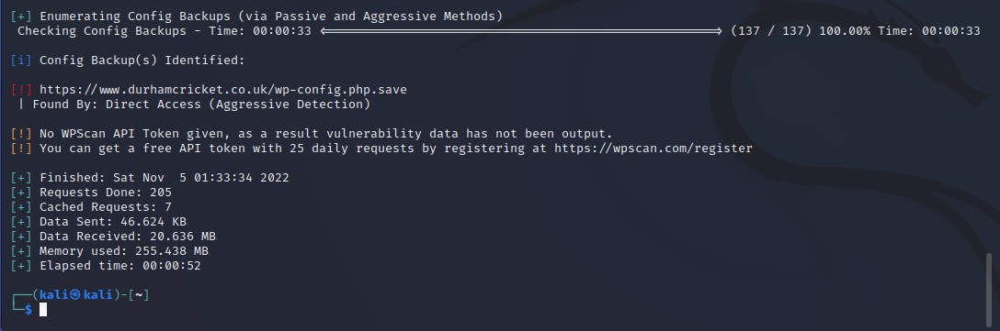 [+] Enumerating Config Backups (via Passive and Aggressive Methods)
Checking Config Backups - Time: 00:00:33 <==================================================> (137 / 137) 100.00% Time: 00:00:33
[i] Config Backup(s) Identified:
[!] https://www.durhamcricket.co.uk/wp-config.php.save
| Found By: Direct Access (Aggressive Detection)
[!] No WPScan API Token given, as a result vulnerability data has not been output.
[!] You can get a free API token with 25 daily requests by registering at https://wpscan.com/register
[+] Finished: Sat Nov  5 01:33:34 2022
[+] Requests Done: 205
[+] Cached Requests: 7
[+] Data Sent: 46.624 KB
[+] Data Received: 20.636 MB
[+] Memory used: 255.438 MB
[+] Elapsed time: 00:00:52
┌──(kali㉿kali)-[~]
└─$